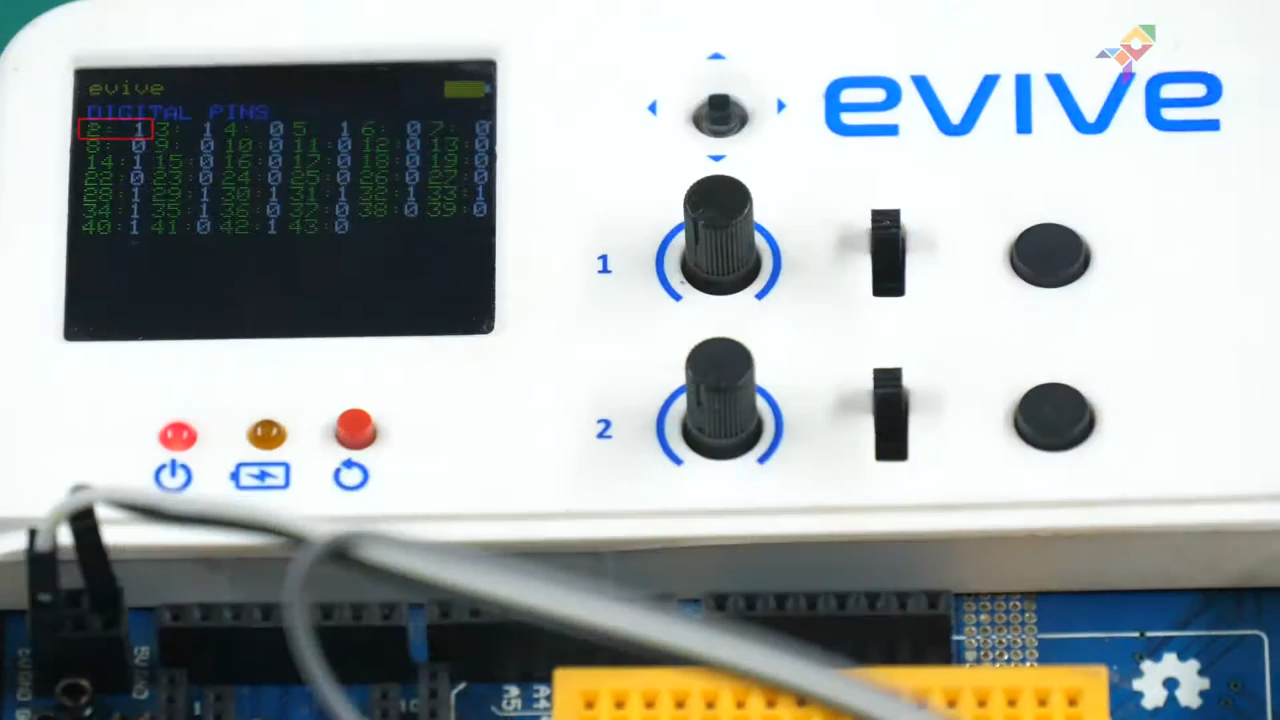 evive
DIGITAL PINS
2: 1 3: 1 4: 0 5: 1 6: 0 7: 0
8: 0 9: 0 10:0 11:0 12:0 13:0
14:1 15:0 16:0 17:0 18:0 19:0
22:0 23:0 24:0 25:0 26:0 27:0
28:1 29:1 30:1 31:1 32:1 33:1
34:1 35:1 36:0 37:0 38:0 39:0
40:1 41:0 42:1 43:0
evive
1
2
5V
A5
A4